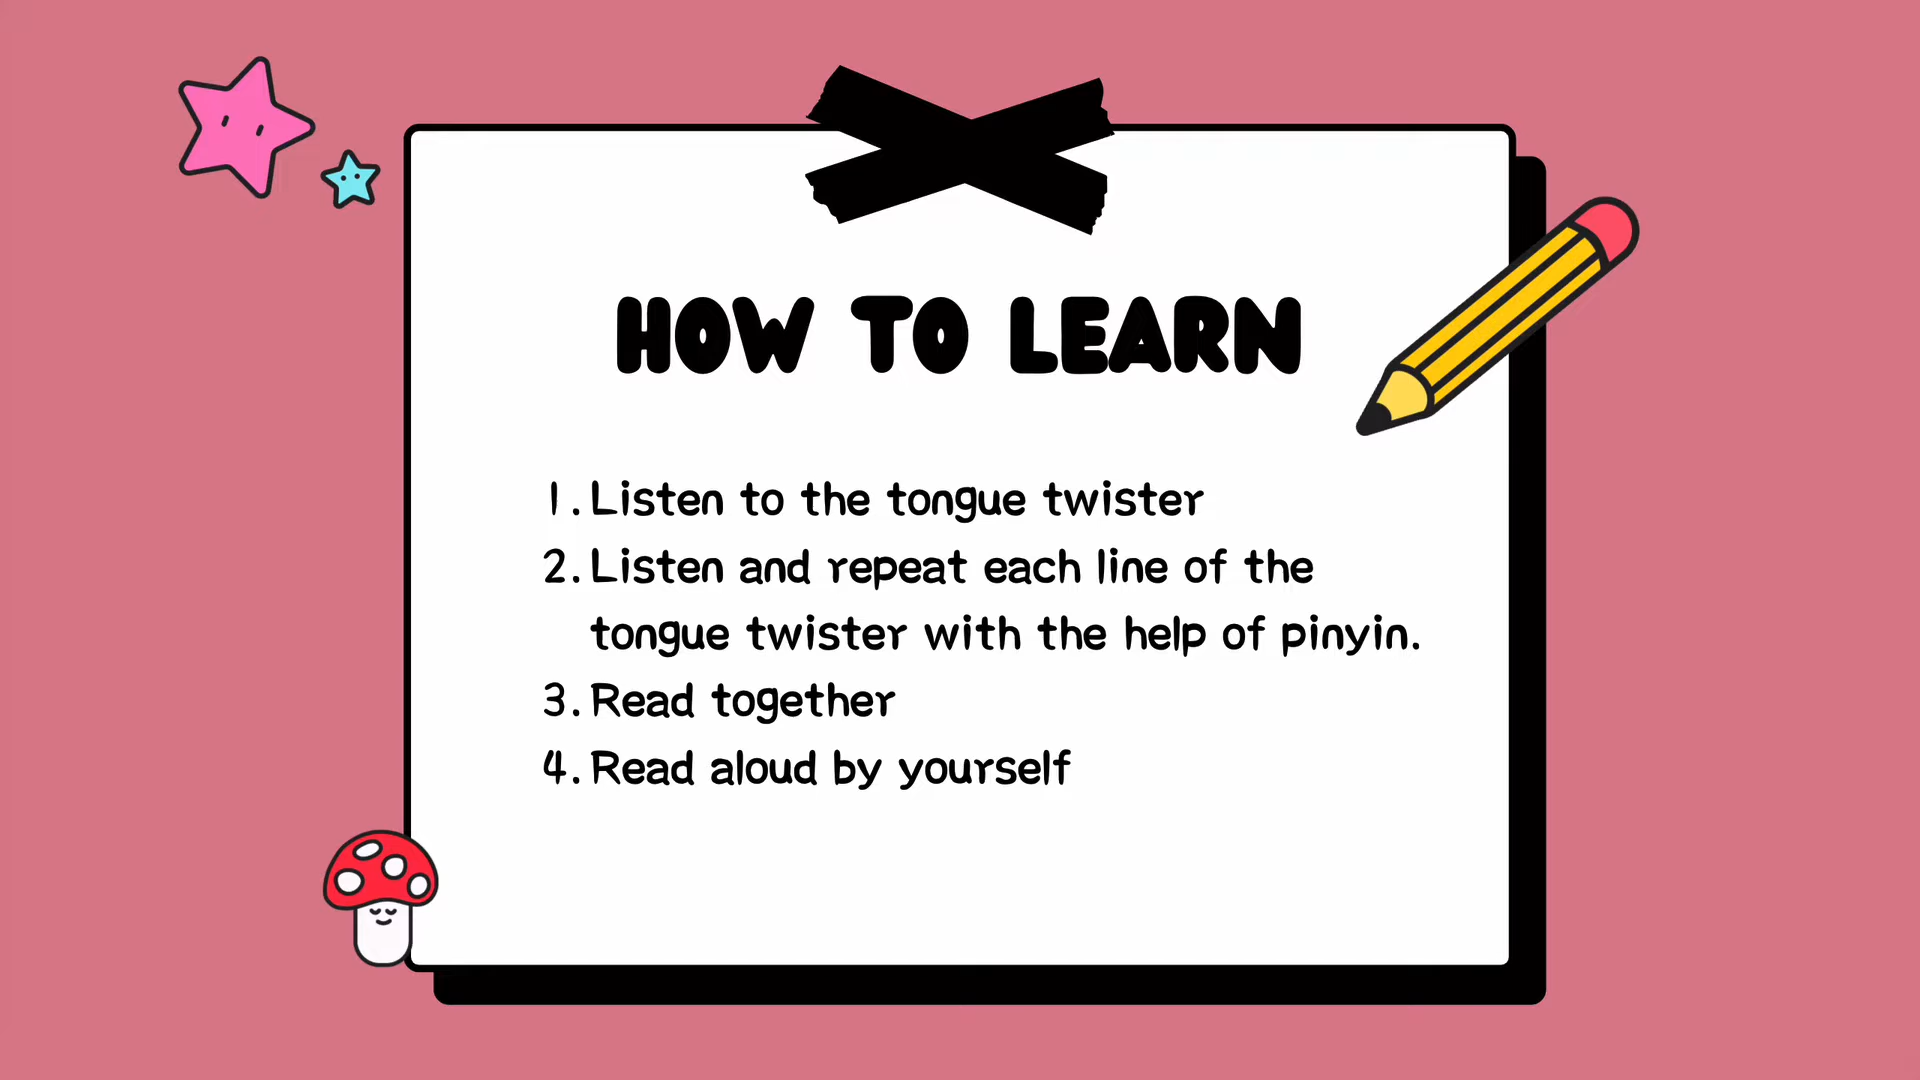 HOW TO LEARN
1. Listen to the tongue twister
2. Listen and repeat each line of the
tongue twister with the help of pinyin.
3. Read together
4. Read aloud by yourself